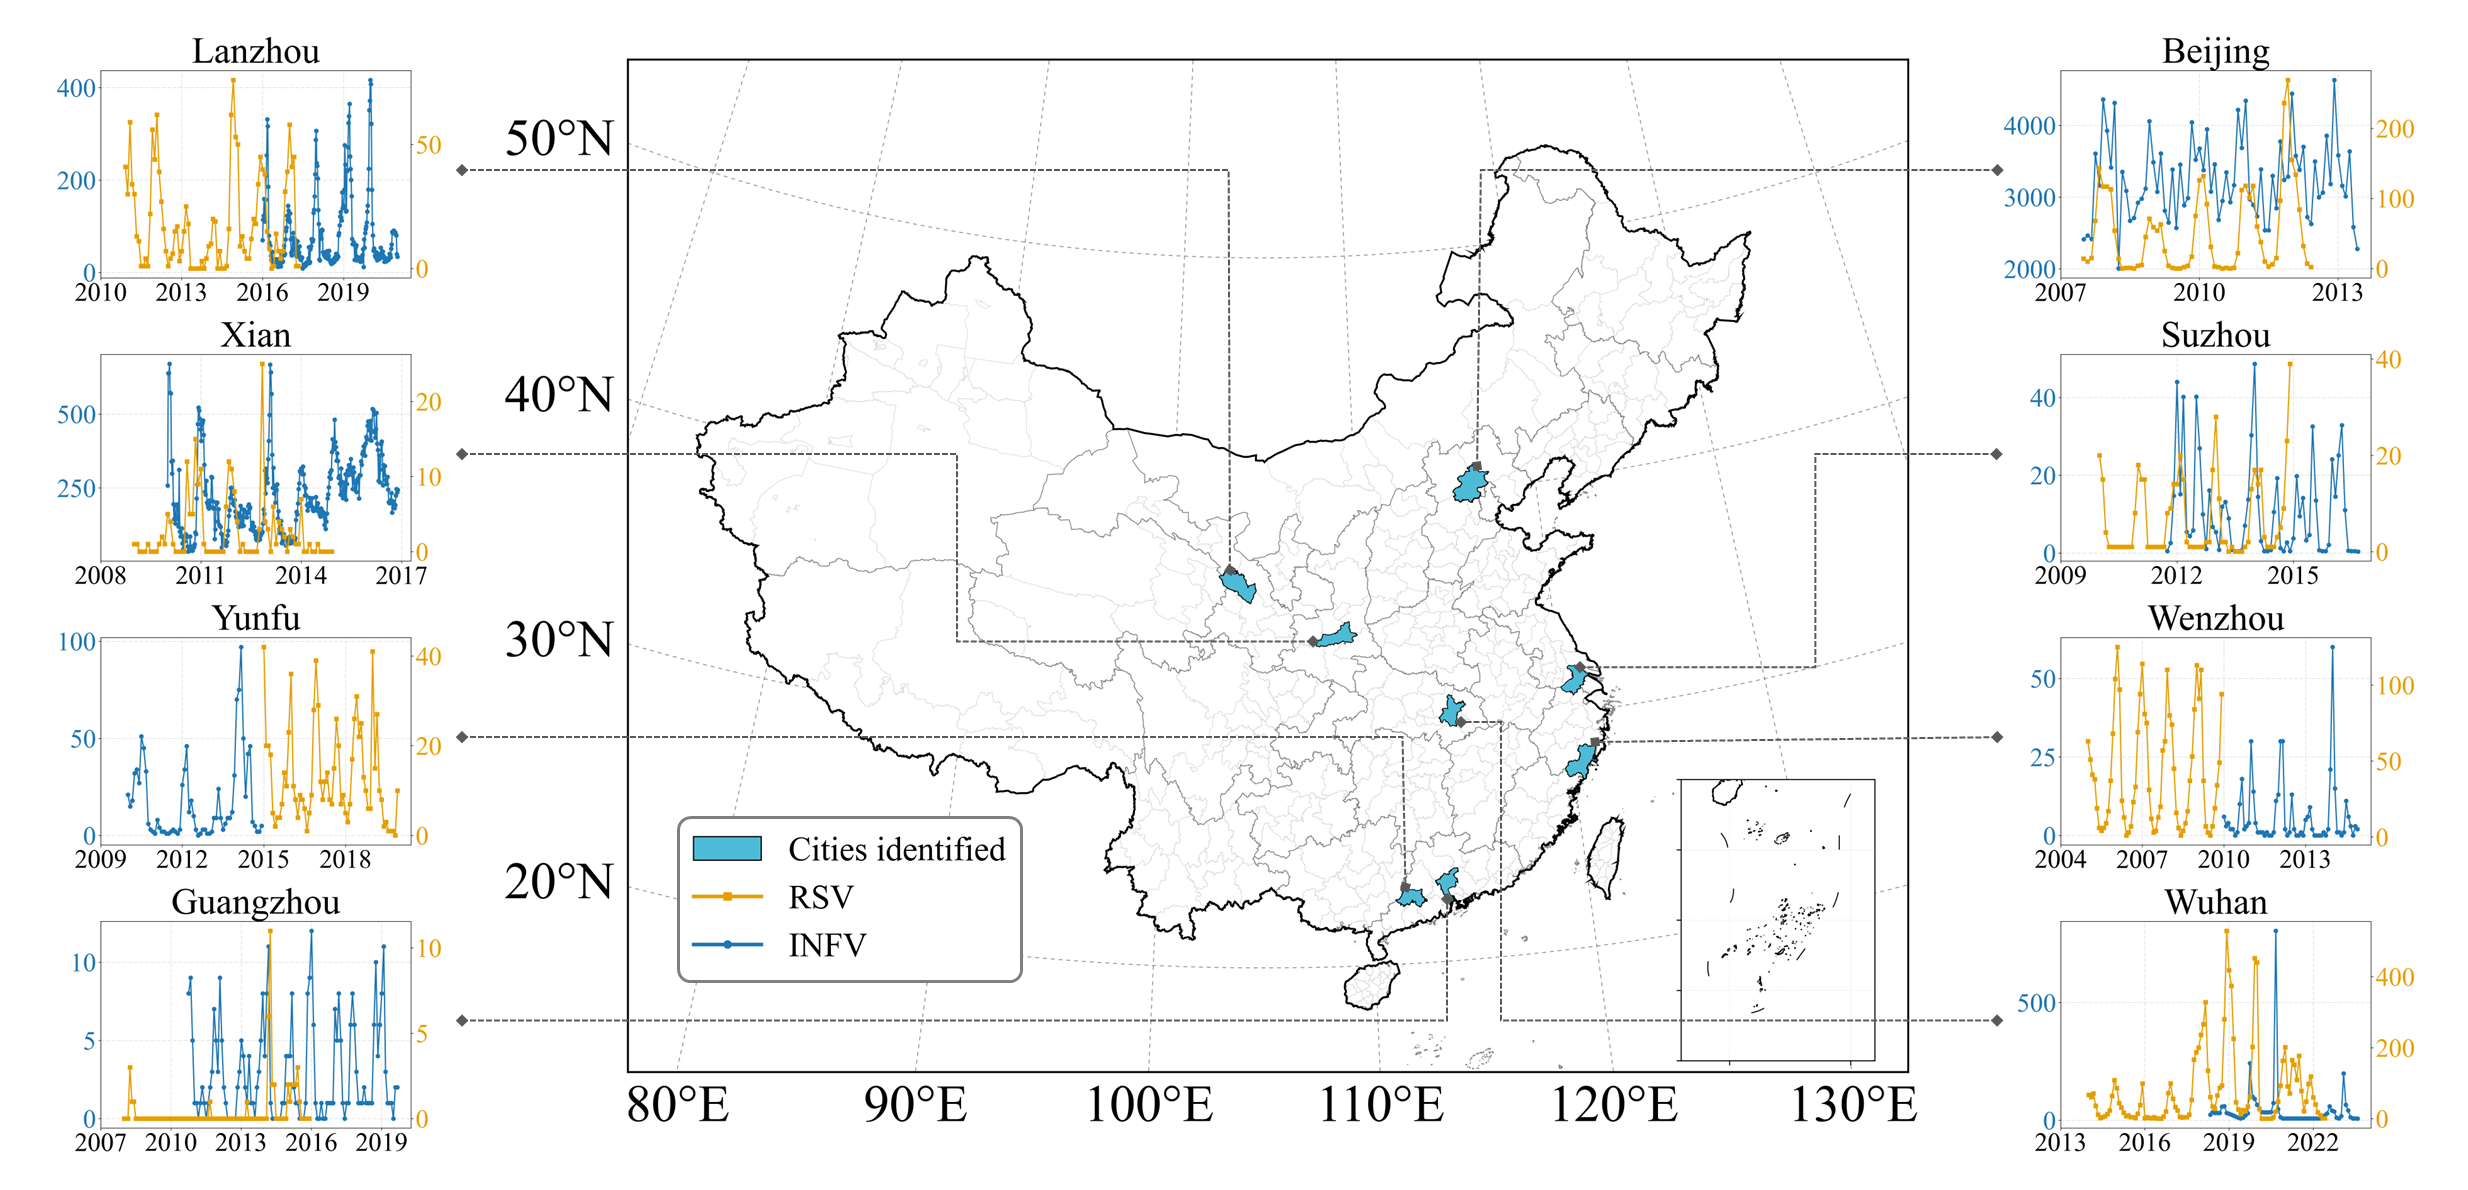 Lanzhou
400
200
0
50
0
2010 2013 2016 2019
Xian
500
250
20
10
0
2008 2011 2014 2017
Yunfu
100
50
0
40
20
0
2009 2012 2015 2018
Guangzhou
10
5
0
10
5
0
2007 2010 2013 2016 2019
50°N
40°N
30°N
20°N
80°E 90°E 100°E 110°E 120°E 130°E
Cities identified
RSV
INFV
Beijing
4000
3000
2000
200
100
0
2007 2010 2013
Suzhou
40
20
0
40
20
0
2009 2012 2015
Wenzhou
50
25
0
100
50
0
2004 2007 2010 2013
Wuhan
500
0
400
200
0
2013 2016 2019 2022